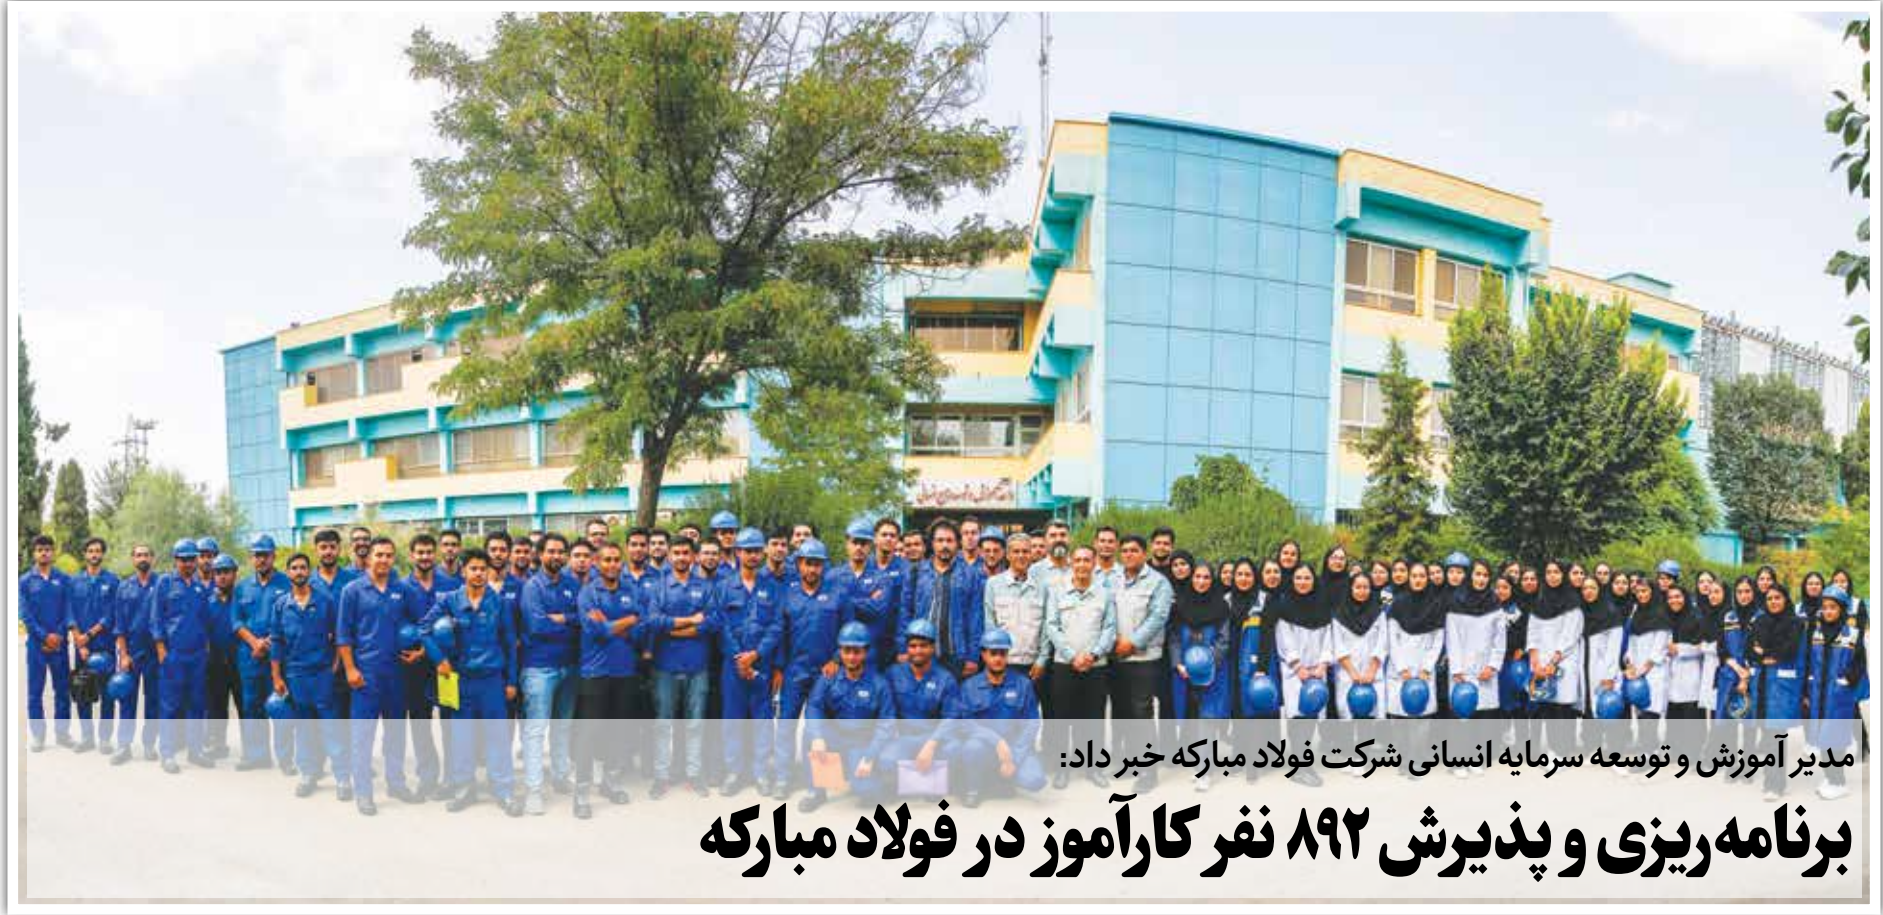 مدیر آموزش و توسعه سرمایه انسانی شرکت فولاد مبارکه خبر داد:
برنامه‌ریزی و پذیرش ۸۹۲ نفر کارآموز در فولاد مبارکه